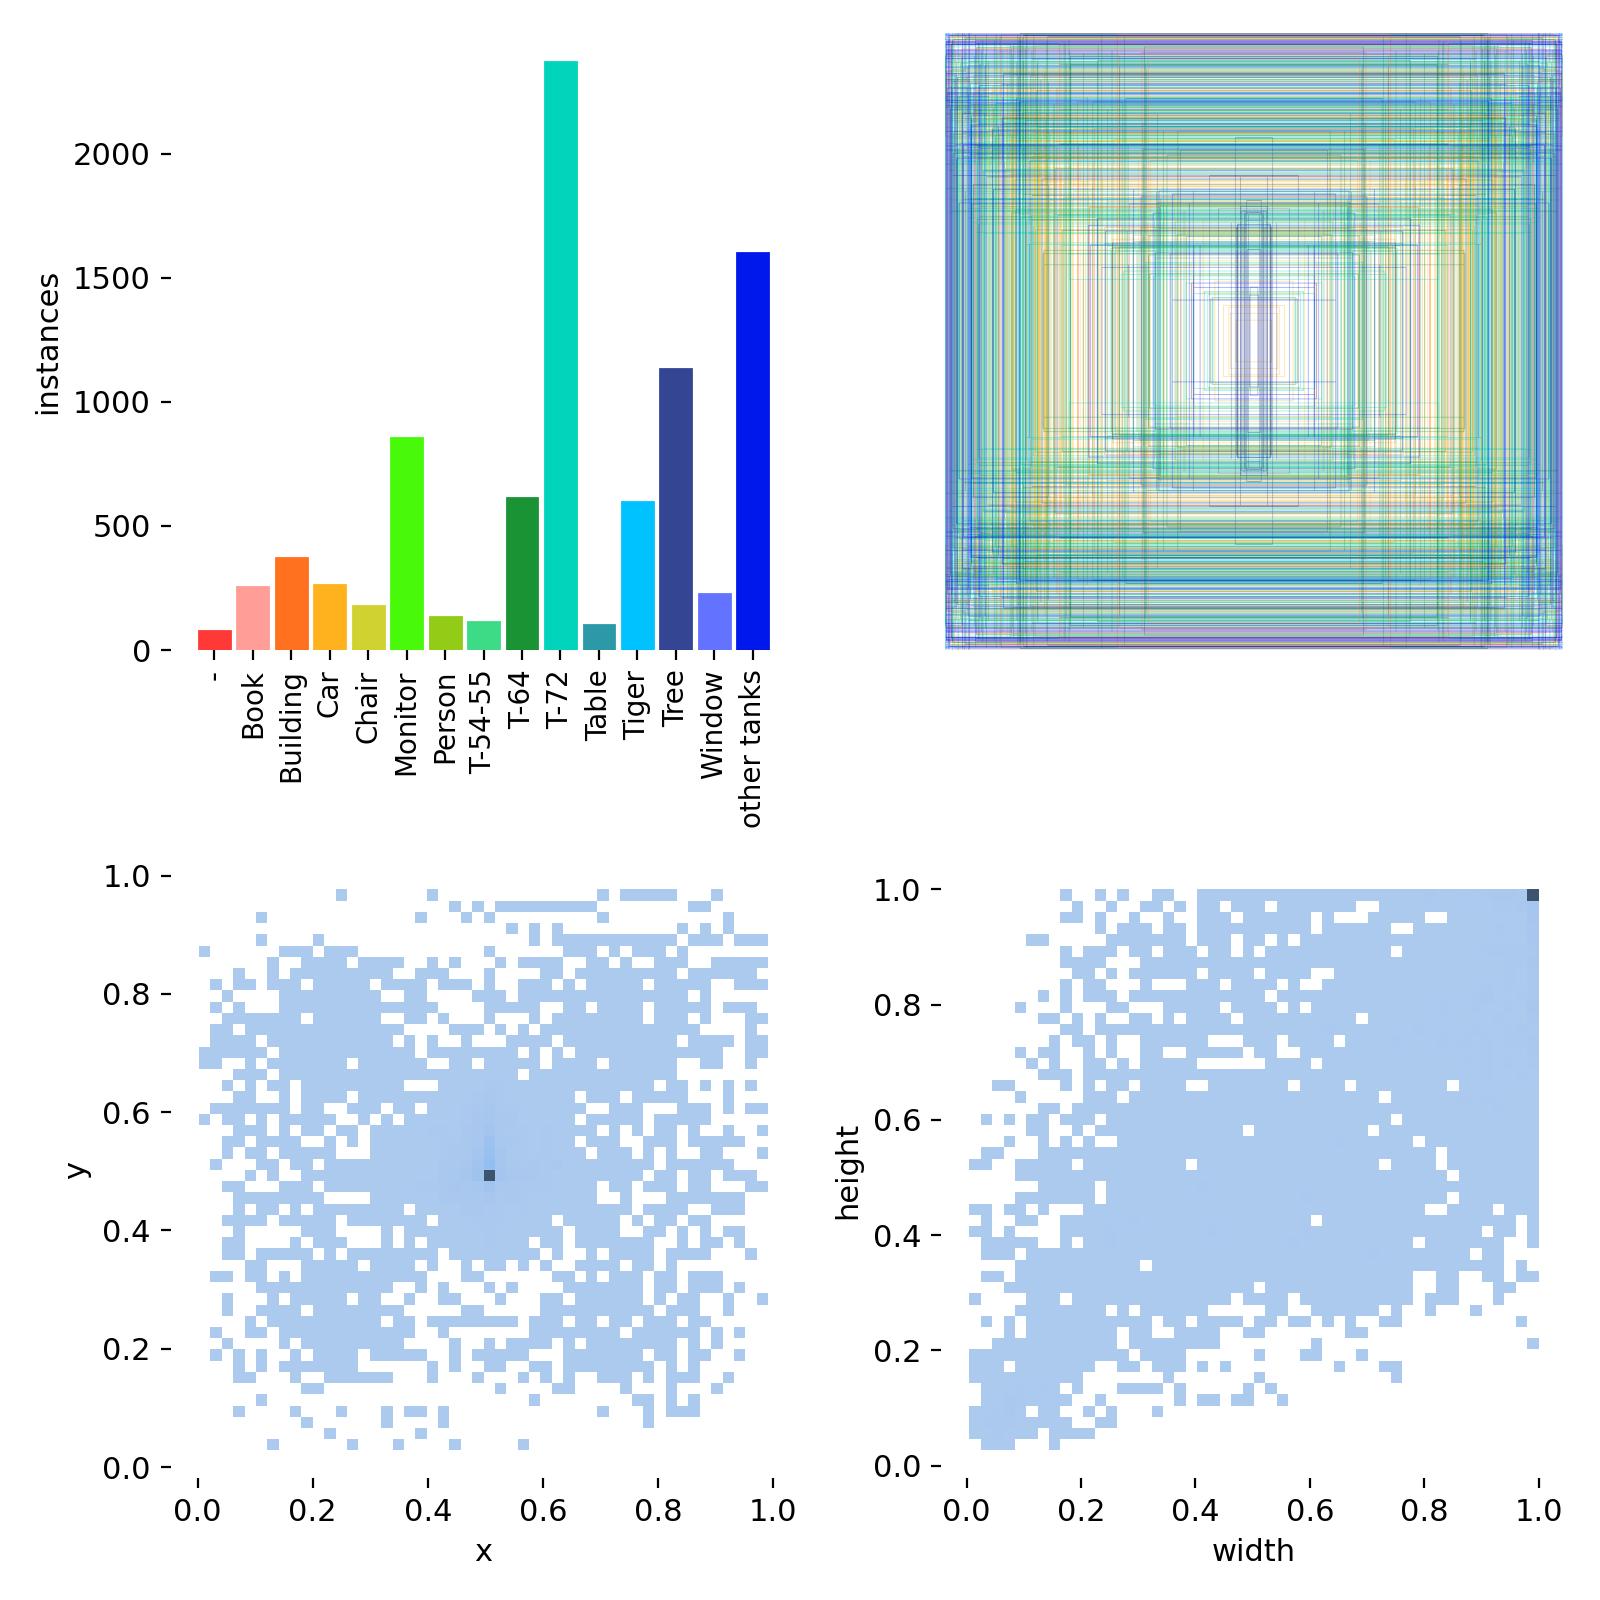 instances
2000
1500
1000
500
0
-
Book
Building
Car
Chair
Monitor
Person
T-54-55
T-64
T-72
Table
Tiger
Tree
Window
other tanks
y
1.0
0.8
0.6
0.4
0.2
0.0
0.0 0.2 0.4 0.6 0.8 1.0
x
height
1.0
0.8
0.6
0.4
0.2
0.0
0.0 0.2 0.4 0.6 0.8 1.0
width